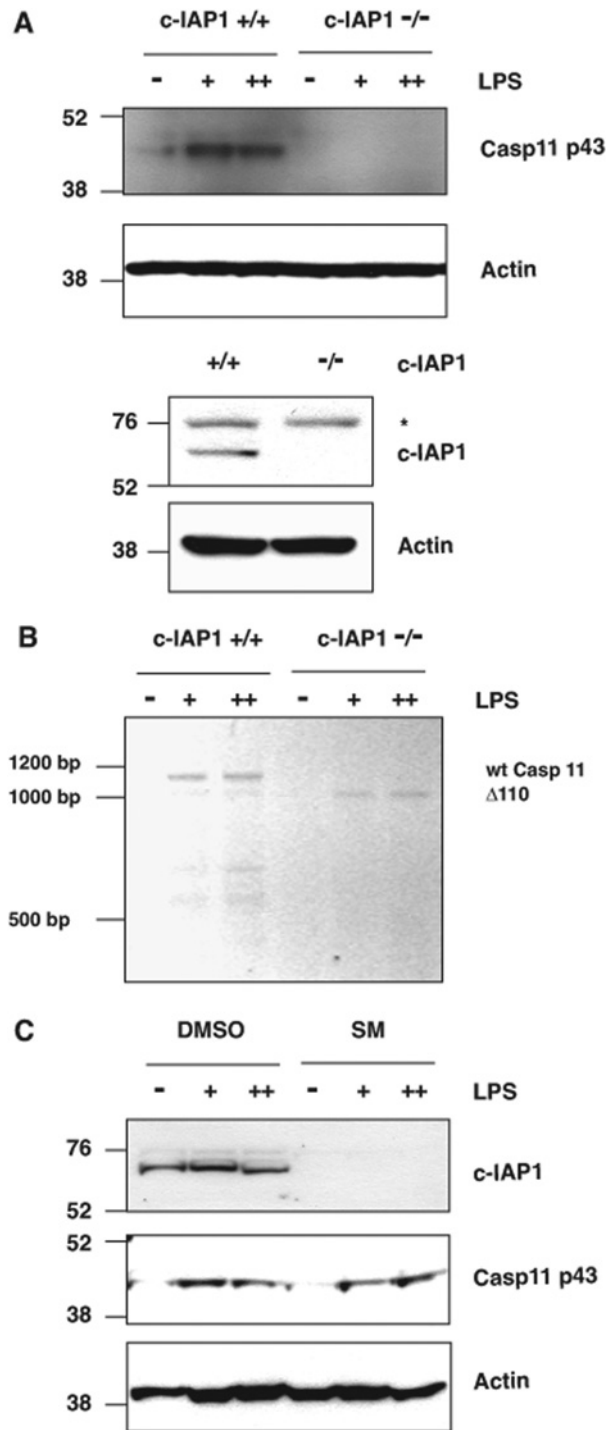 A
c-IAP1 +/+ c-IAP1 -/-
- + ++ - + ++ LPS
52
Casp11 p43
38
38 Actin
+/+ -/- c-IAP1
76 *
c-IAP1
52
38 Actin
B
c-IAP1 +/+ c-IAP1 -/-
- + ++ - + ++ LPS
1200 bp wt Casp 11
1000 bp Δ110
500 bp
C
DMSO SM
- + ++ - + ++ LPS
76
c-IAP1
52
52
Casp11 p43
38
Actin
38